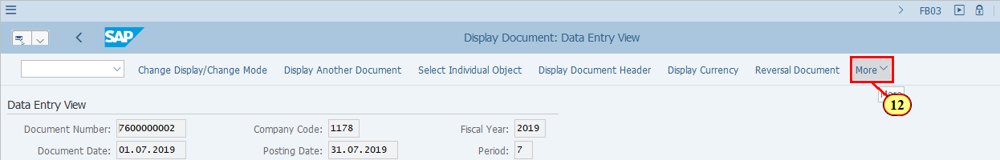 FB03
SAP
Display Document: Data Entry View
Change Display/Change Mode Display Another Document Select Individual Object Display Document Header Display Currency Reversal Document More
More
12
Data Entry View
Document Number: 7600000002 Company Code: 1178 Fiscal Year: 2019
Document Date: 01.07.2019 Posting Date: 31.07.2019 Period: 7